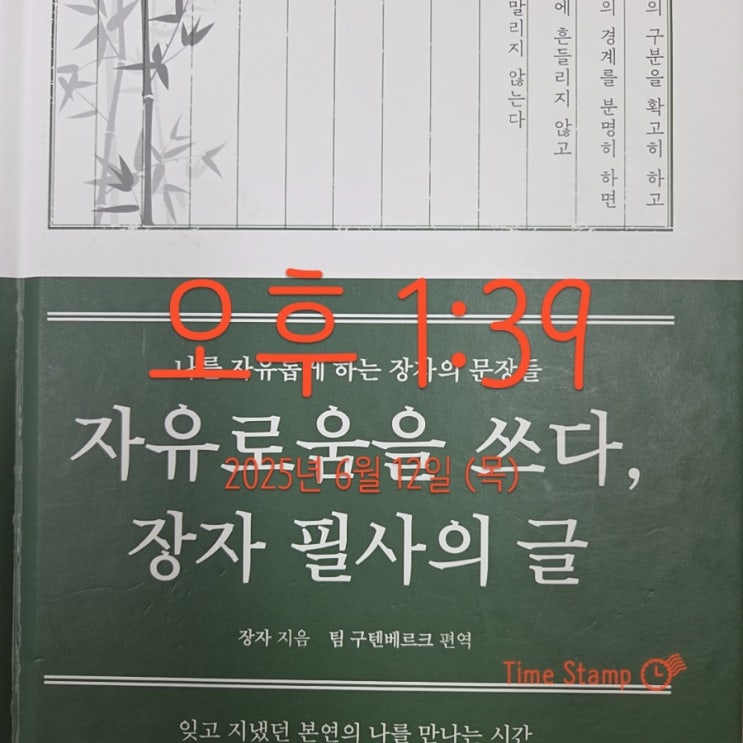 의 구분을 확고히 하고
의 경계를 분명히 하면
에 흔들리지 않고
말리지 않는다
오후 1:39
나를 자유롭게 하는 장자의 문장들
자유로움을 쓰다,
2025년 6월 12일 (목)
장자 필사의 글
장자 지음 팀 구텐베르크 편역
Time Stamp
잊고 지냈던 본연의 나를 만나는 시간